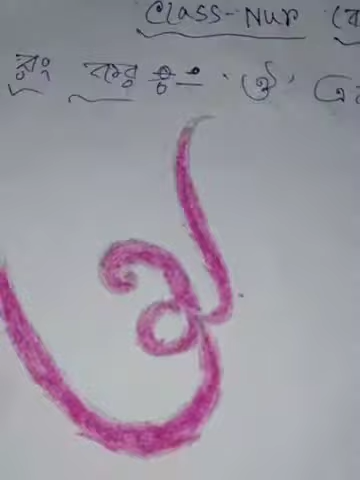 Class-Nur
রং কর ঃ- 'ঔ'
ঔ